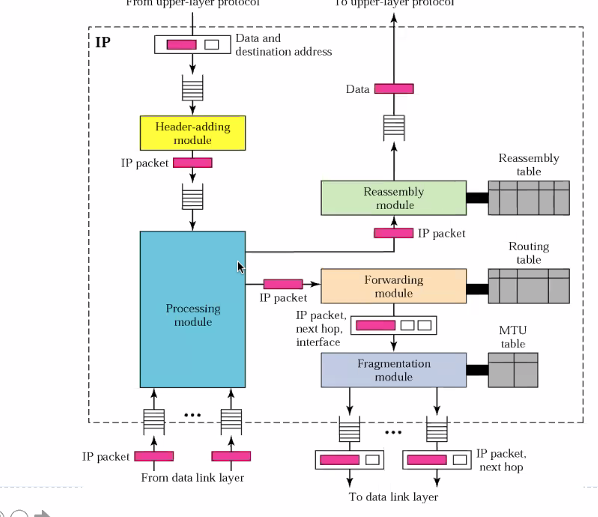 From upper-layer protocol
To upper-layer protocol
IP
Data and
destination address
Data
Header-adding
module
IP packet
Reassembly
table
Reassembly
module
IP packet
Routing
table
Processing
module
IP packet
Forwarding
module
IP packet,
next hop,
interface
MTU
table
Fragmentation
module
...
...
IP packet
IP packet,
next hop
From data link layer
To data link layer